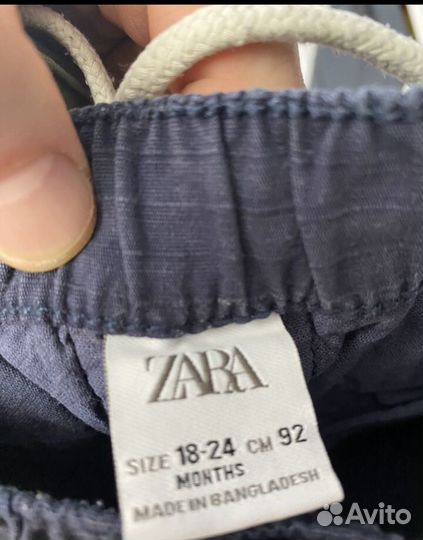 ZARA
SIZE 18-24 CM 92
MONTHS
MADE IN BANGLADESH
Avito